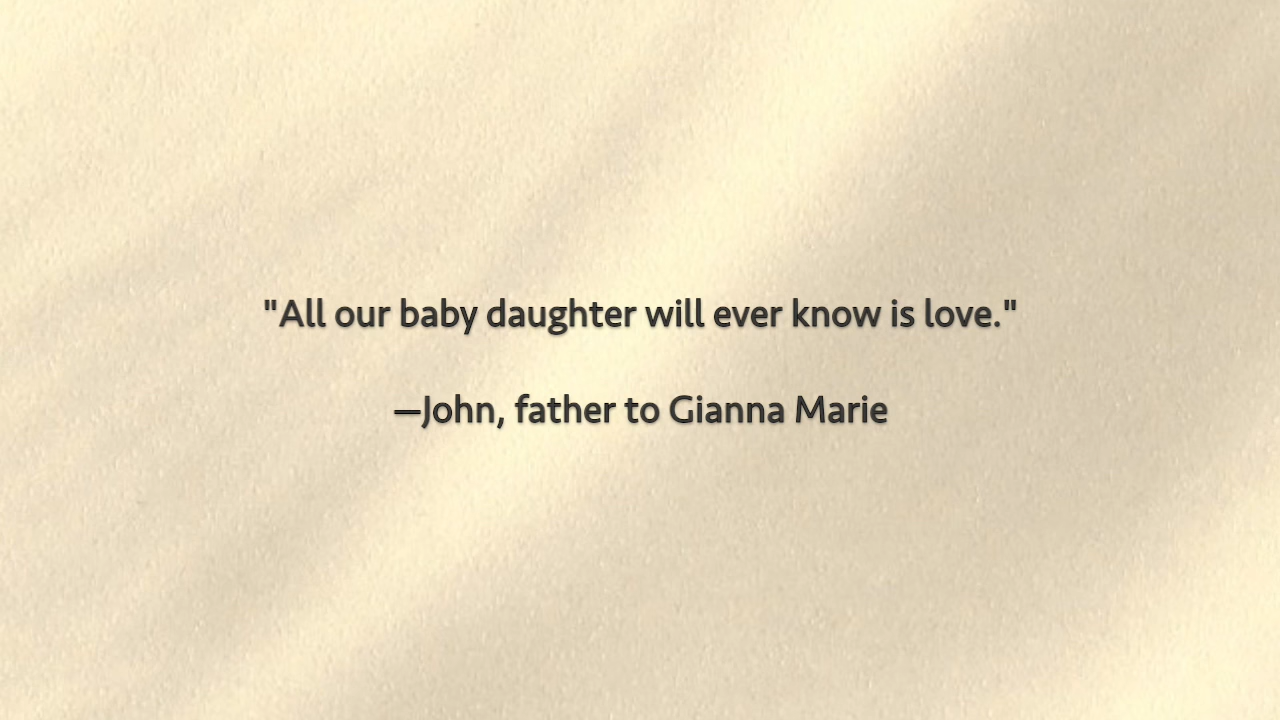 "All our baby daughter will ever know is love."
—John, father to Gianna Marie